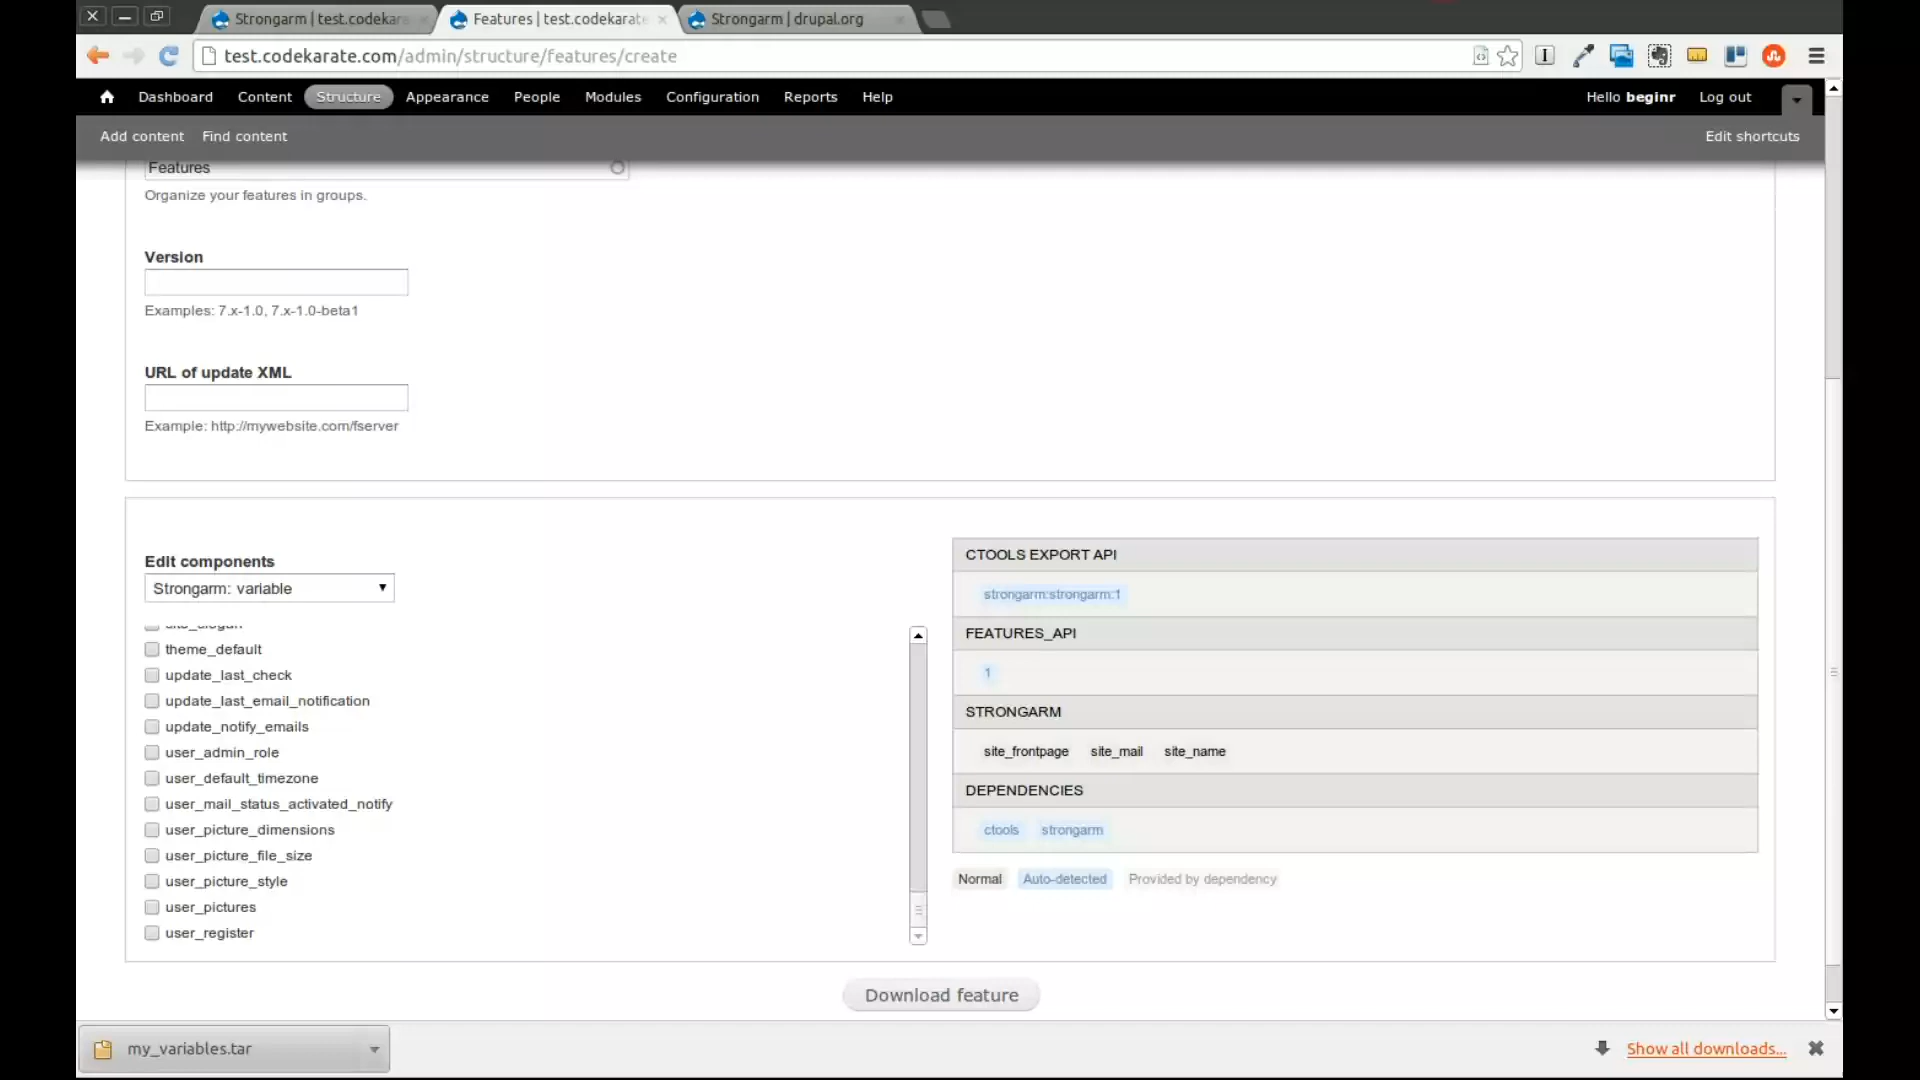 Strongarm | test.codekara
Features | test.codekarate
Strongarm | drupal.org
test.codekarate.com/admin/structure/features/create
Dashboard Content Structure Appearance People Modules Configuration Reports Help Hello beginr Log out
Add content Find content Edit shortcuts
Features
Organize your features in groups.
Version
Examples: 7.x-1.0, 7.x-1.0-beta1
URL of update XML
Example: http://mywebsite.com/fserver
Edit components
Strongarm: variable
site_slogan
theme_default
update_last_check
update_last_email_notification
update_notify_emails
user_admin_role
user_default_timezone
user_mail_status_activated_notify
user_picture_dimensions
user_picture_file_size
user_picture_style
user_pictures
user_register
CTOOLS EXPORT API
strongarm:strongarm:1
FEATURES_API
1
STRONGARM
site_frontpage site_mail site_name
DEPENDENCIES
ctools strongarm
Normal Auto-detected Provided by dependency
Download feature
my_variables.tar
Show all downloads...